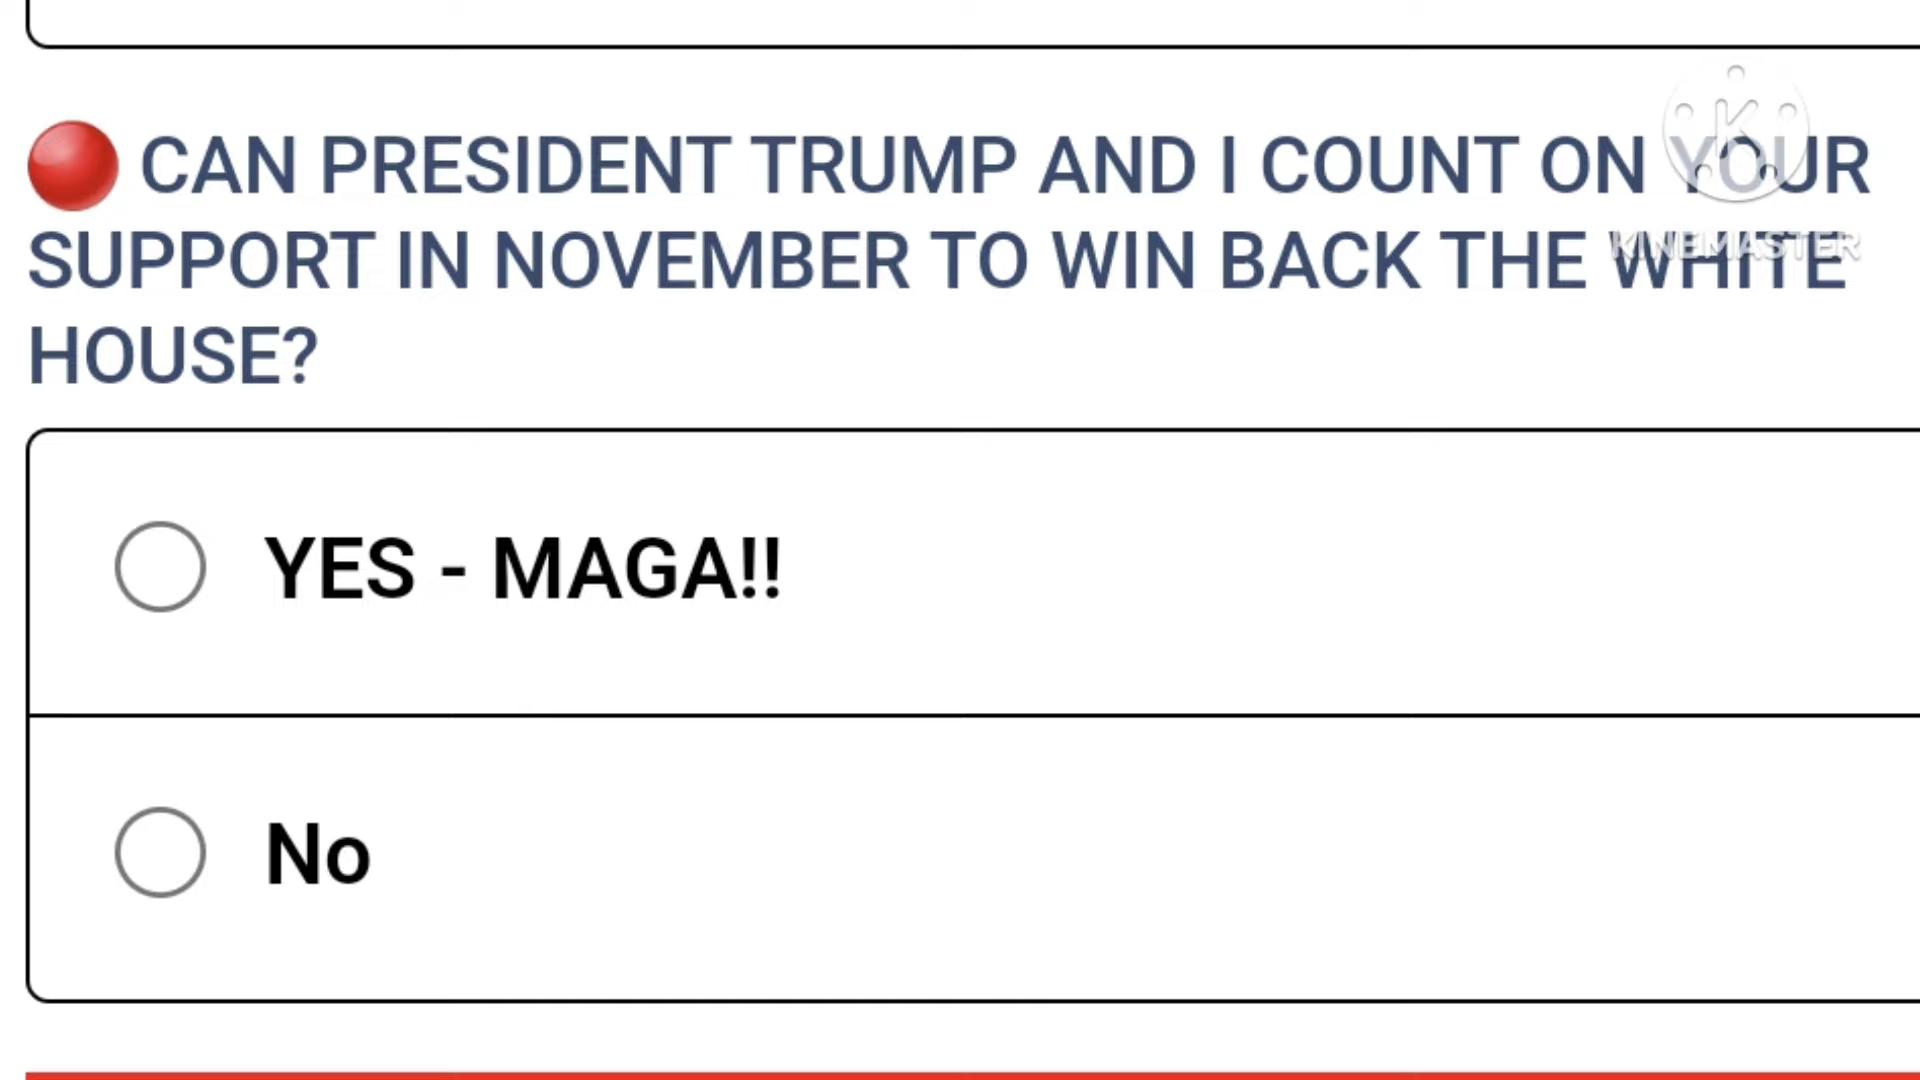 CAN PRESIDENT TRUMP AND I COUNT ON YOUR
SUPPORT IN NOVEMBER TO WIN BACK THE WHITE
HOUSE?
K
KINEMASTER
YES - MAGA!!
No